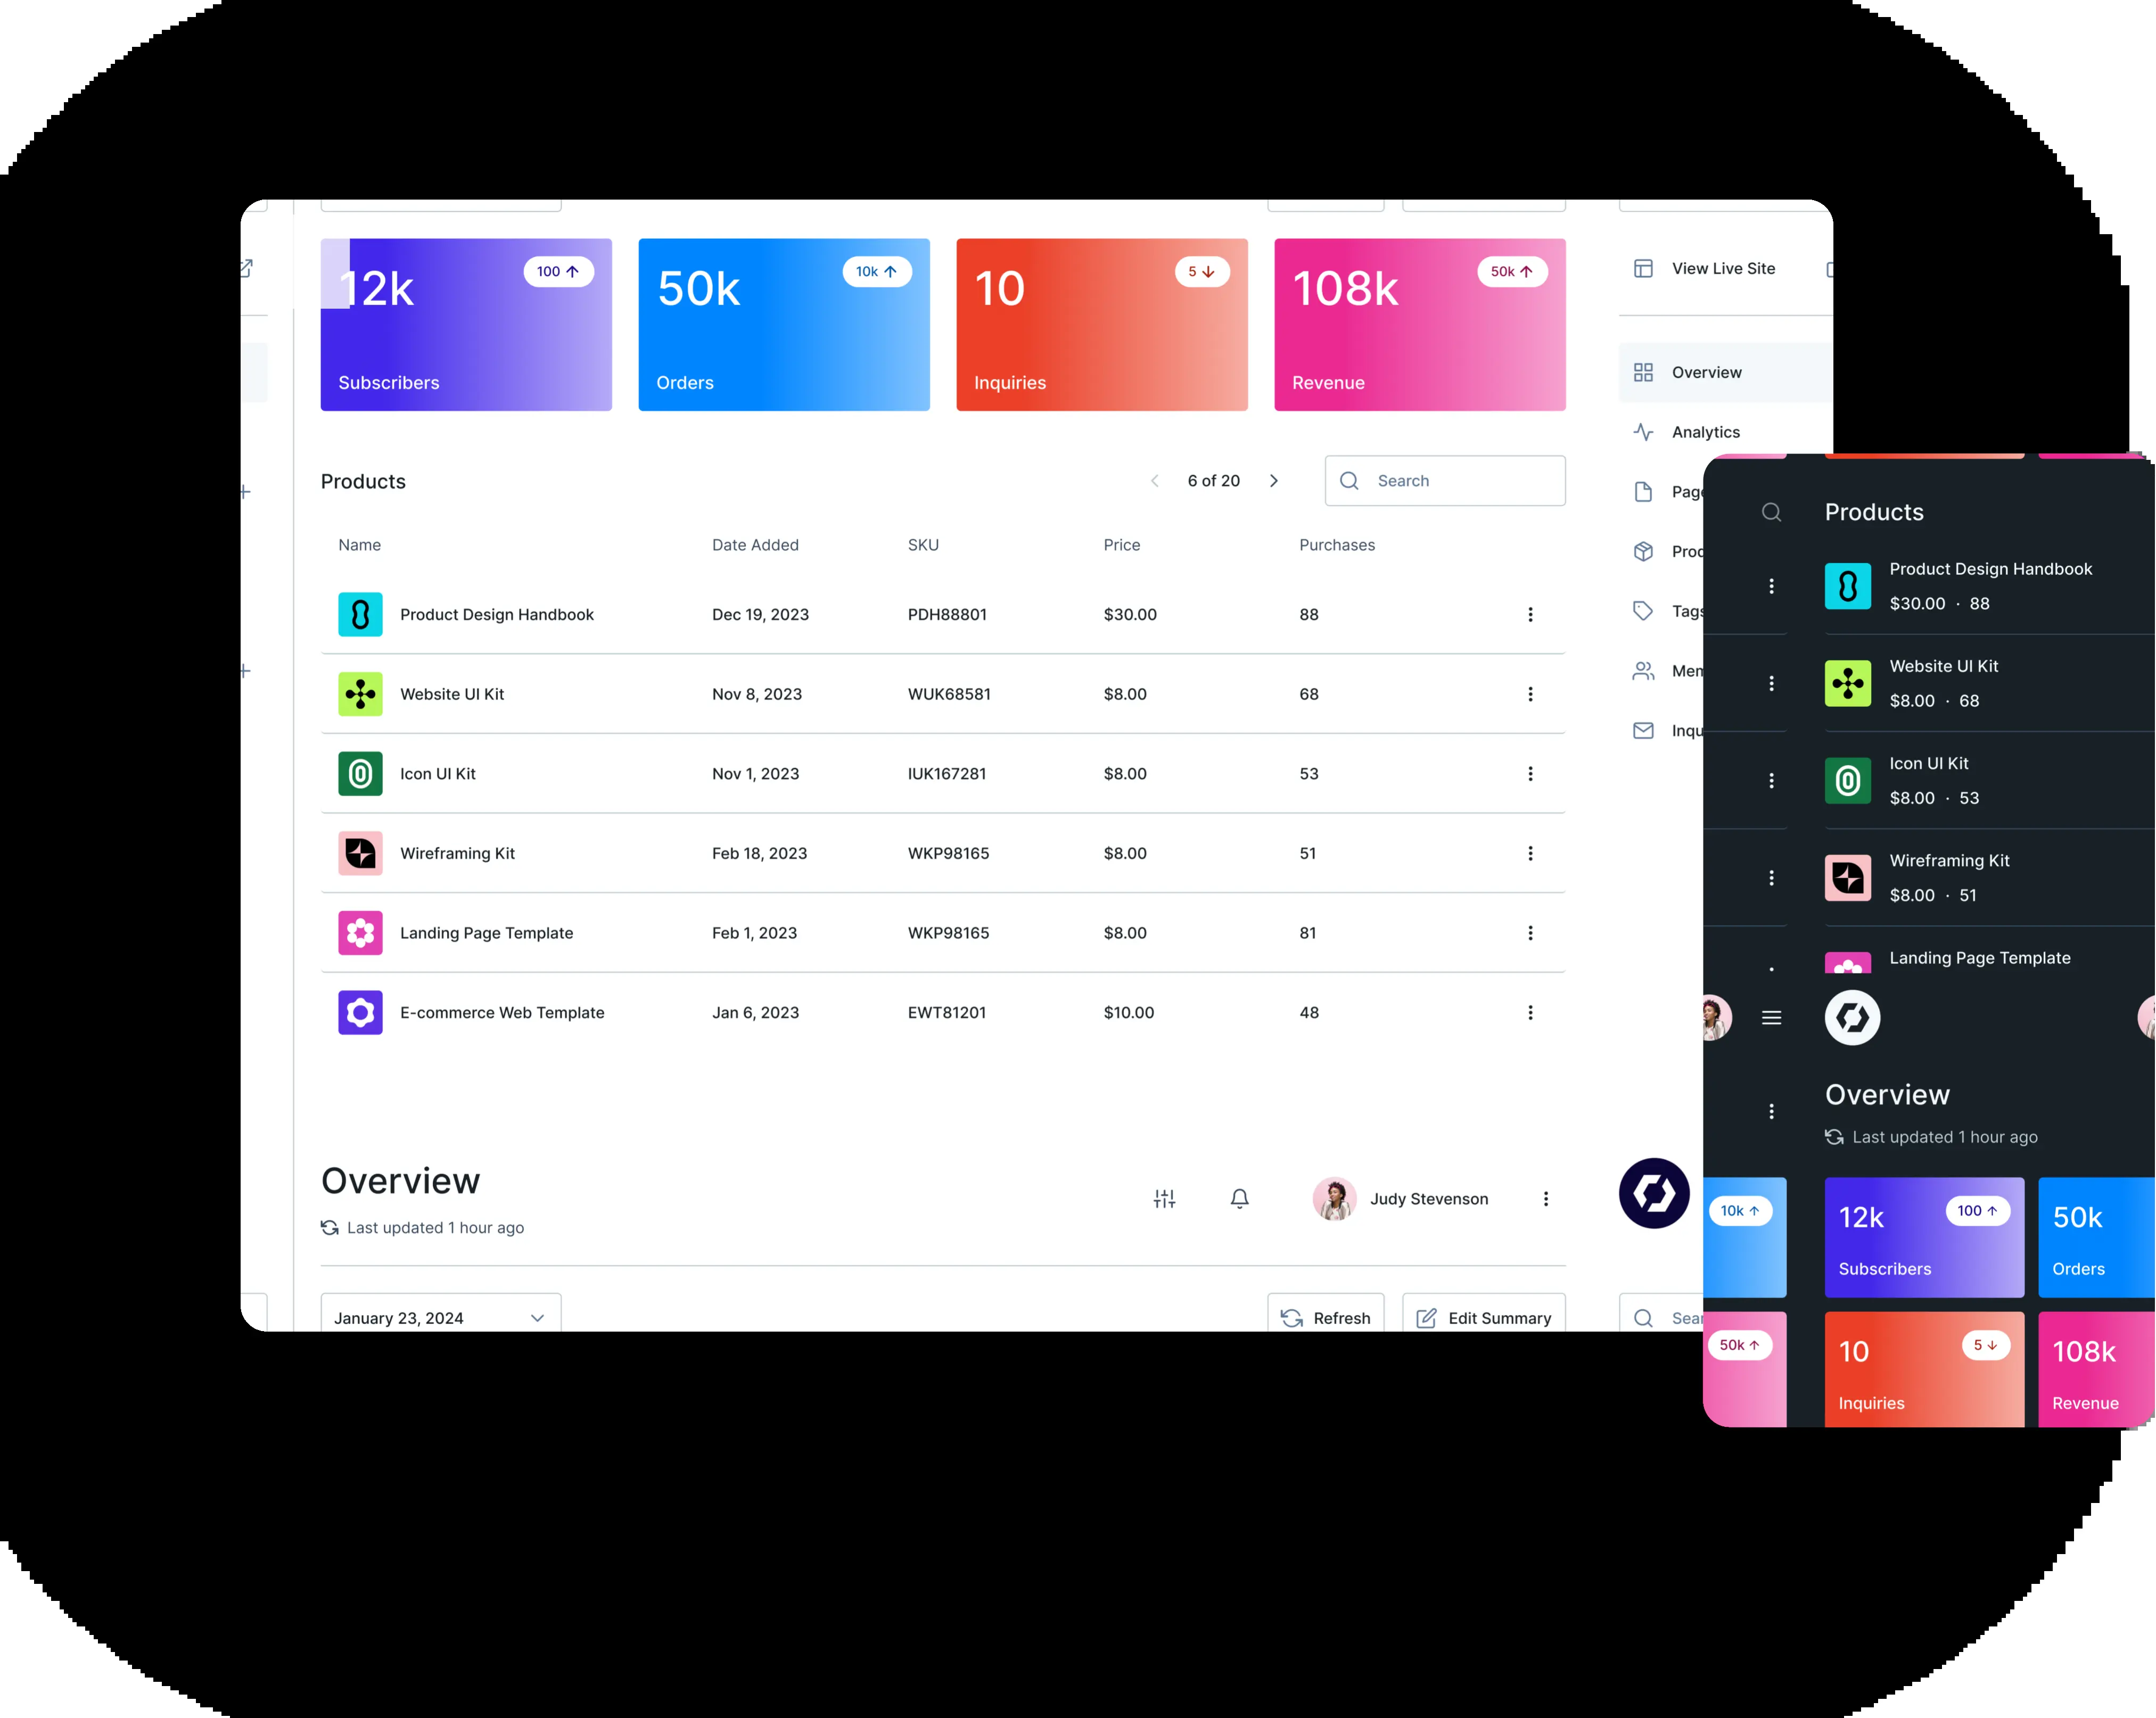 12k
100
Subscribers
50k
10k
Orders
10
5
Inquiries
108k
50k
Revenue
View Live Site
Overview
Analytics
Products
6 of 20
Search
Name Date Added SKU Price Purchases
Product Design Handbook Dec 19, 2023 PDH88801 $30.00 88
Website UI Kit Nov 8, 2023 WUK68581 $8.00 68
Icon UI Kit Nov 1, 2023 IUK167281 $8.00 53
Wireframing Kit Feb 18, 2023 WKP98165 $8.00 51
Landing Page Template Feb 1, 2023 WKP98165 $8.00 81
E-commerce Web Template Jan 6, 2023 EWT81201 $10.00 48
Tags
Overview
Last updated 1 hour ago
Judy Stevenson
January 23, 2024
Refresh
Edit Summary
Products
Product Design Handbook
$30.00 · 88
Website UI Kit
$8.00 · 68
Icon UI Kit
$8.00 · 53
Wireframing Kit
$8.00 · 51
Landing Page Template
Overview
Last updated 1 hour ago
10k
12k
100
Subscribers
50k
Orders
50k
10
5
Inquiries
108k
Revenue